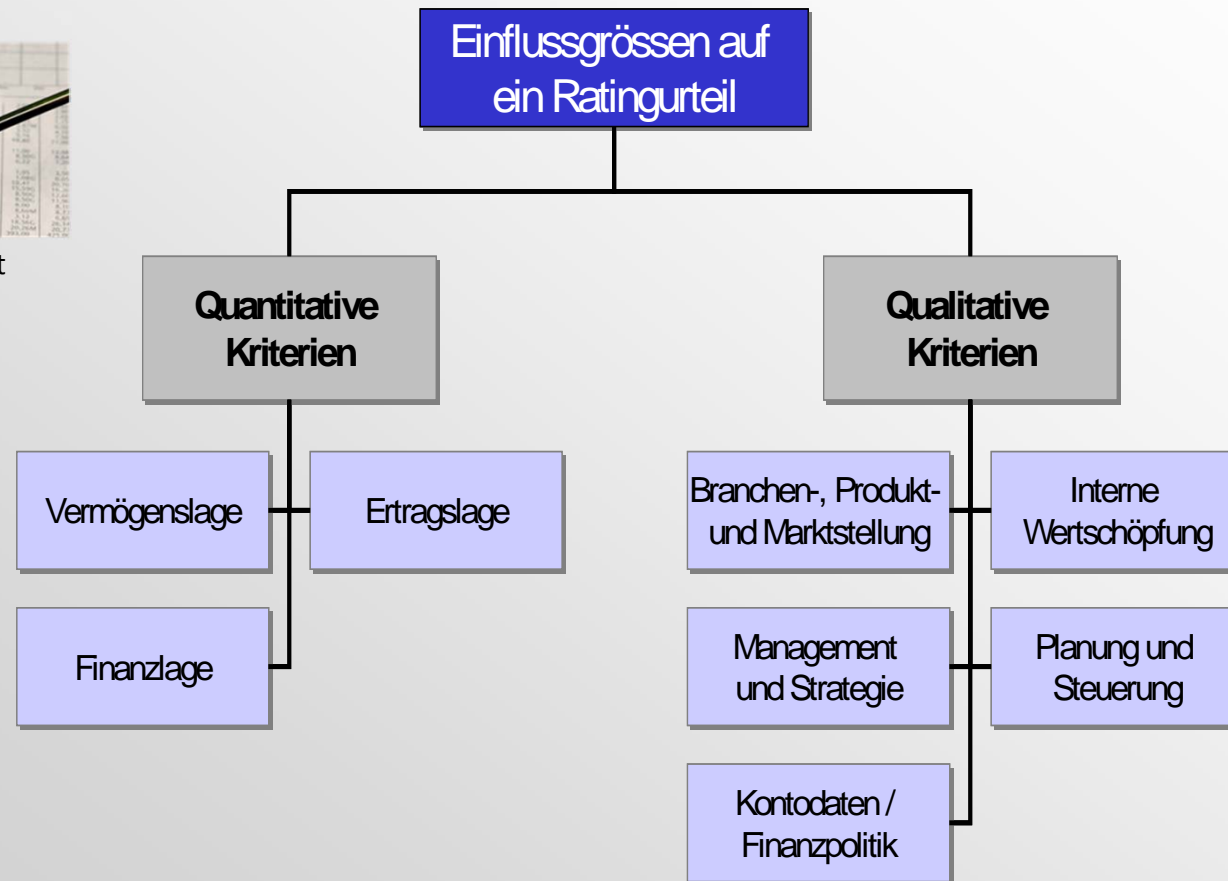 Einflussgrössen auf
ein Ratingurteil
t
Quantitative
Kriterien
Qualitative
Kriterien
Vermögenslage
Ertragslage
Branchen-, Produkt-
und Marktstellung
Interne
Wertschöpfung
Finanzlage
Management
und Strategie
Planung und
Steuerung
Kontodaten /
Finanzpolitik